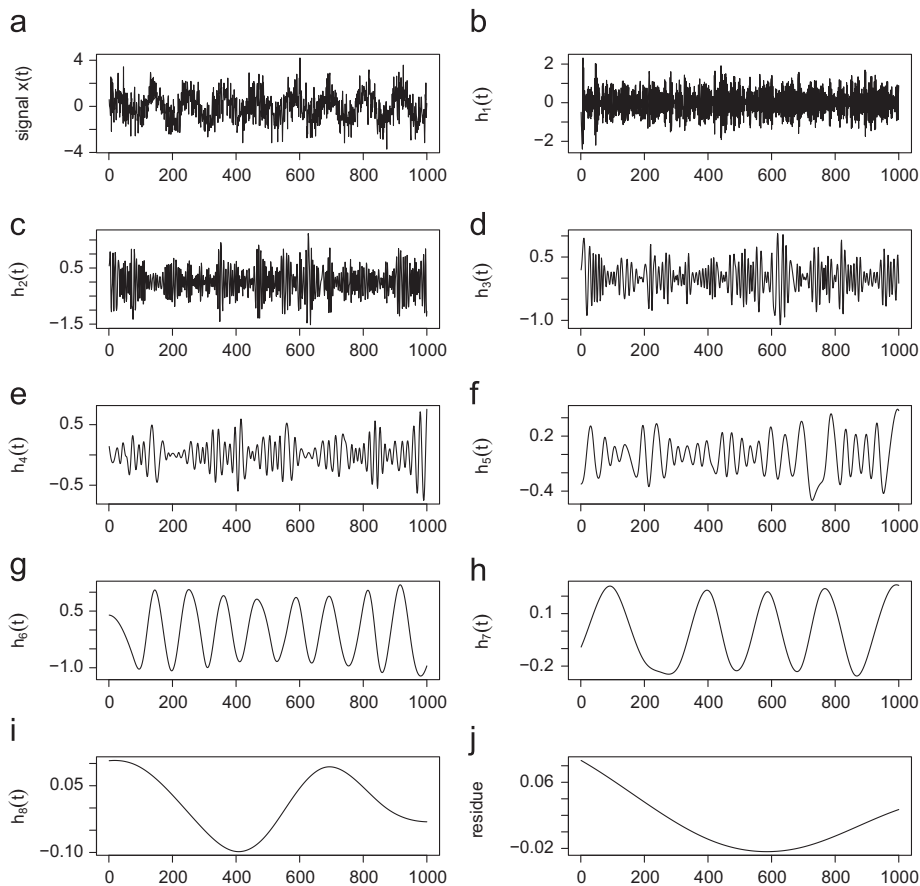 a
signal x(t)
4
0
−4
0 200 400 600 800 1000
b
h1(t)
2
0
−2
0 200 400 600 800 1000
c
h2(t)
0.5
−1.5
0 200 400 600 800 1000
d
h3(t)
0.5
−1.0
0 200 400 600 800 1000
e
h4(t)
0.5
−0.5
0 200 400 600 800 1000
f
h5(t)
0.2
−0.4
0 200 400 600 800 1000
g
h6(t)
0.5
−1.0
0 200 400 600 800 1000
h
h7(t)
0.1
−0.2
0 200 400 600 800 1000
i
h8(t)
0.05
−0.10
0 200 400 600 800 1000
j
residue
0.06
−0.02
0 200 400 600 800 1000